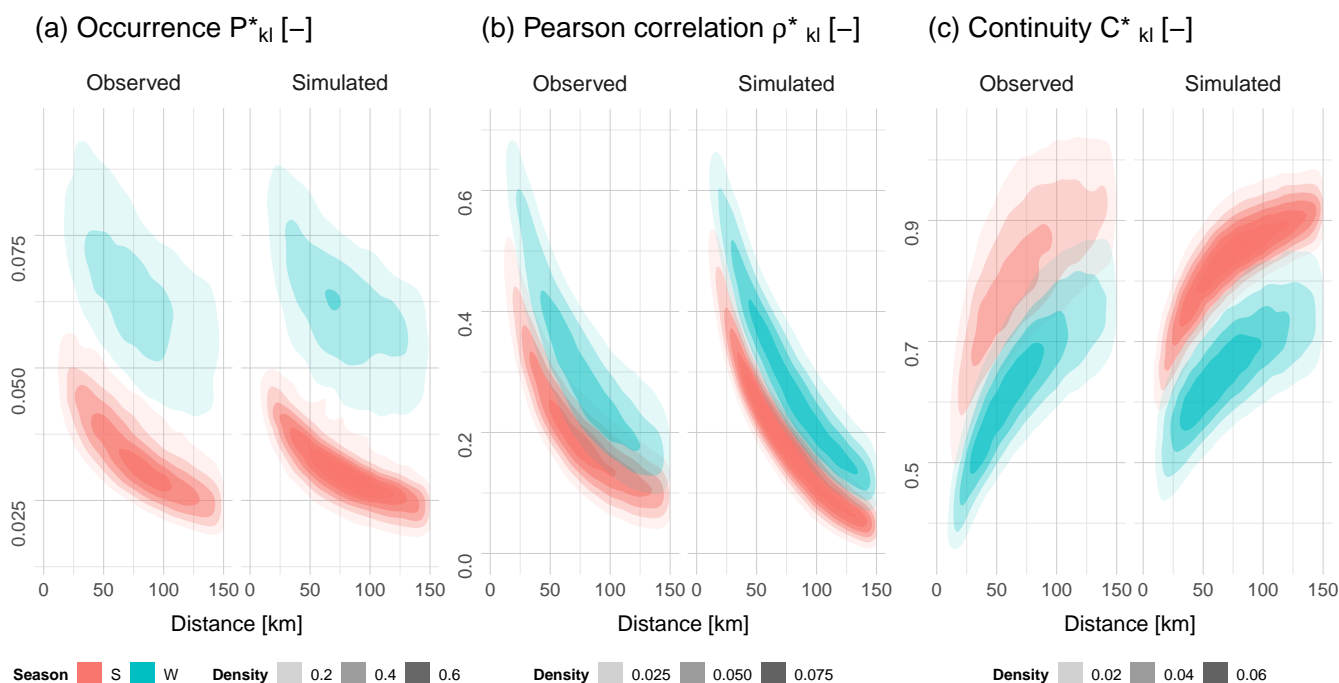 (a) Occurrence P*kl [–]
Observed Simulated
0.075
0.050
0.025
0 50 100 150 0 50 100 150
Distance [km]
(b) Pearson correlation ρ* kl [–]
Observed Simulated
0.6
0.4
0.2
0.0
0 50 100 150 0 50 100 150
Distance [km]
(c) Continuity C* kl [–]
Observed Simulated
0.9
0.7
0.5
0 50 100 150 0 50 100 150
Distance [km]
Season S W Density 0.2 0.4 0.6
Density 0.025 0.050 0.075
Density 0.02 0.04 0.06